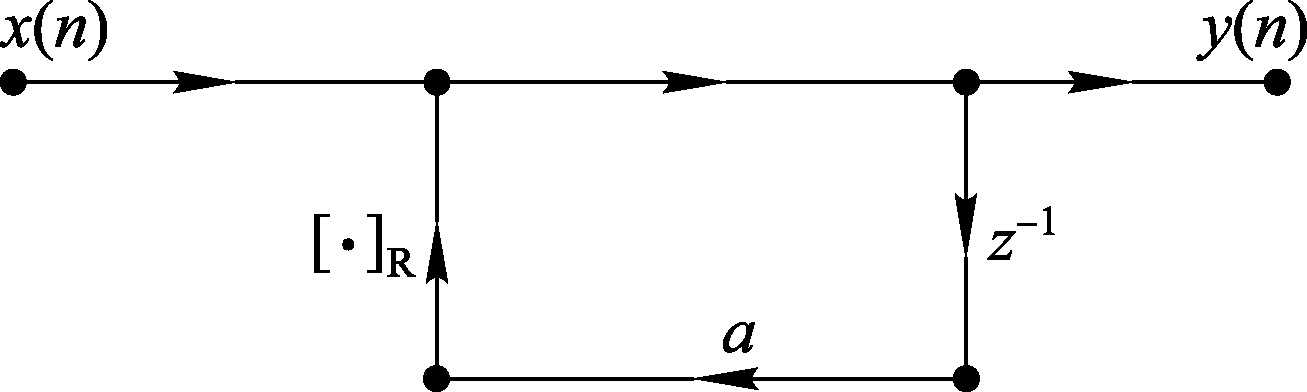 x(n) y(n)
[·]R z⁻¹
a